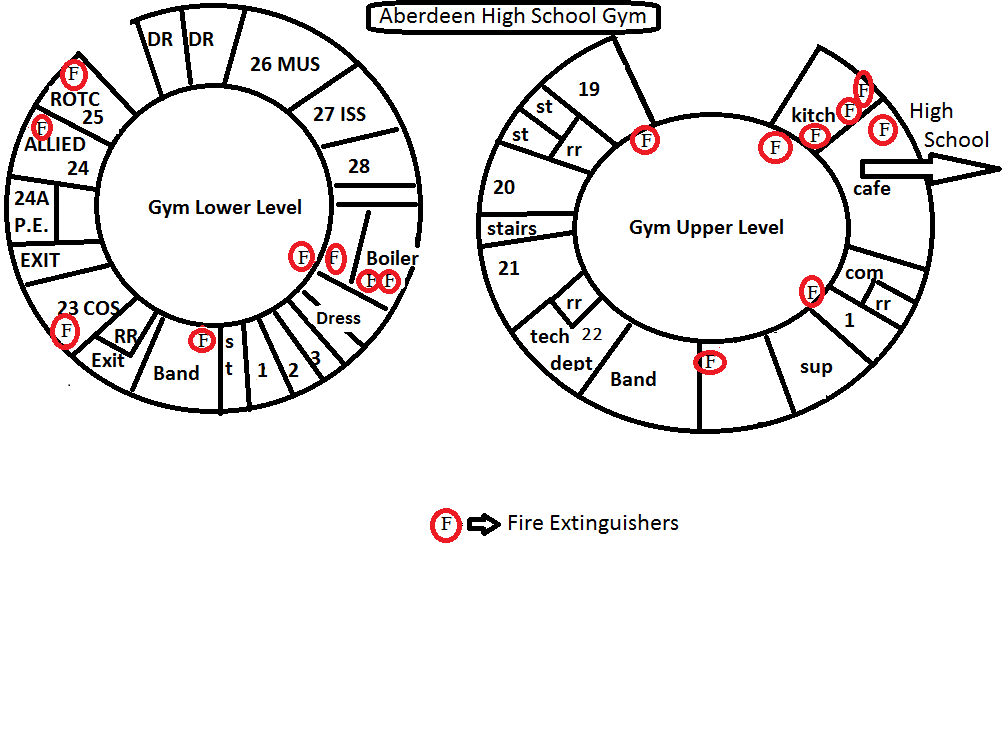 Aberdeen High School Gym
DR DR
26 MUS
27 ISS
28
F
ROTC
25
F
ALLIED
24
24A
P.E.
EXIT
23 COS
F
RR
Exit
Band
F
s
t
1
2
3
Dress
Boiler
F
F
F
F
Gym Lower Level
19
st
st
rr
20
stairs
21
rr
tech 22
dept
Band
F
sup
1
rr
com
F
cafe
High
School
kitch
F
F
F
F
F
F
Gym Upper Level
F
Fire Extinguishers